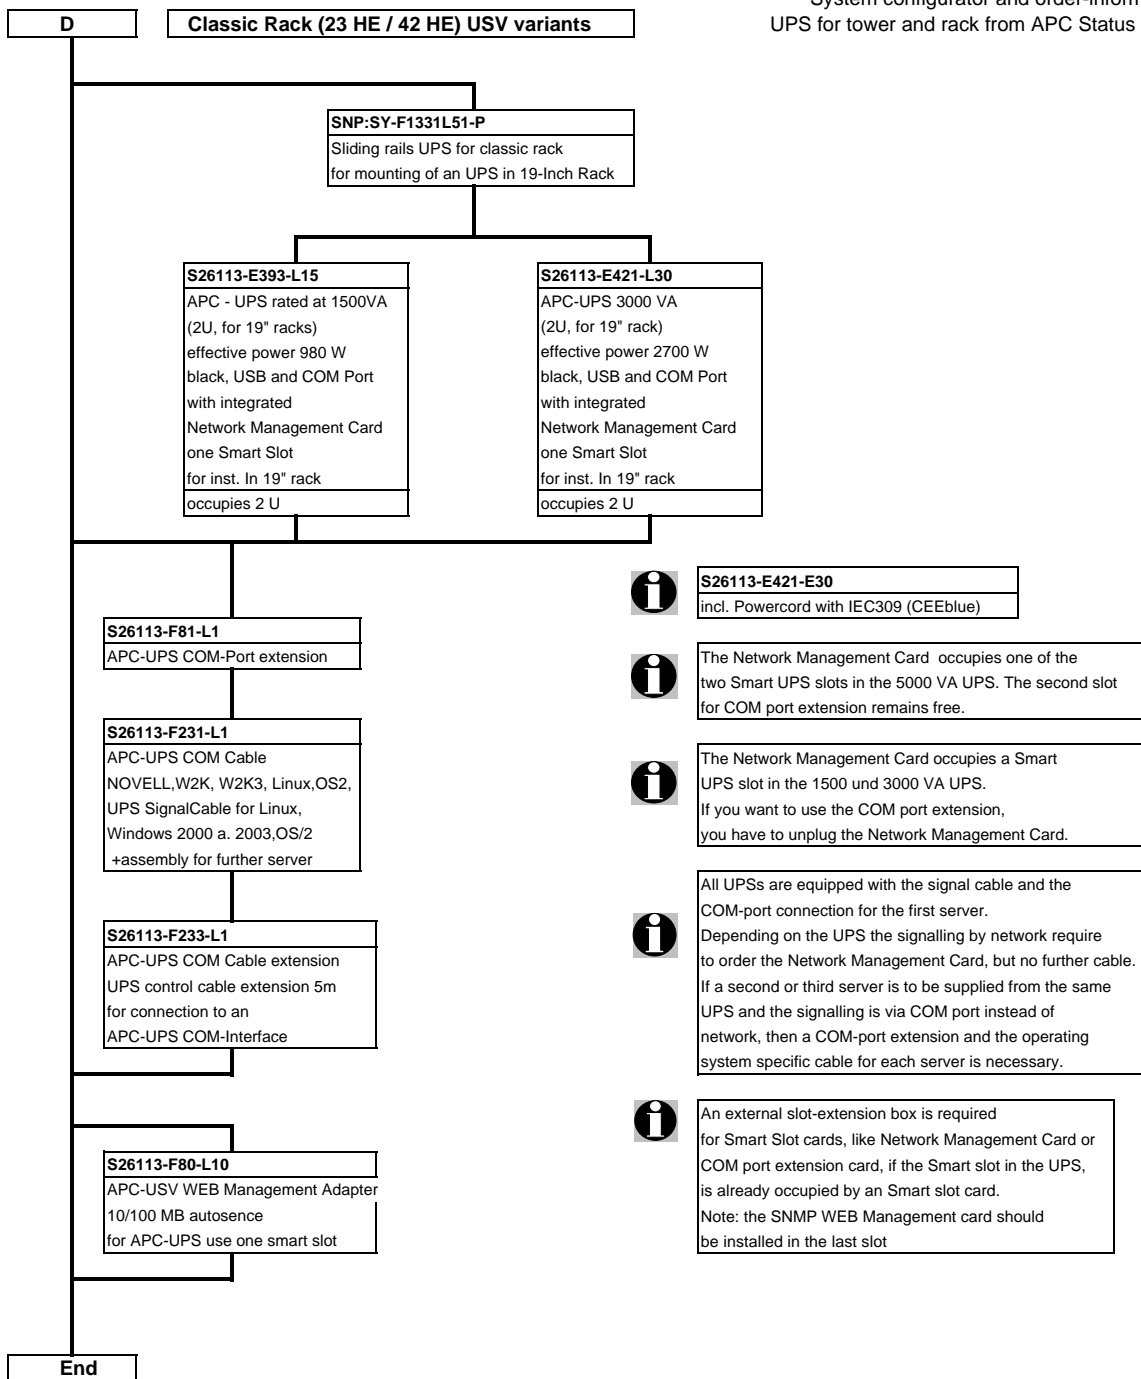 System configurator and order-inform
D
Classic Rack (23 HE / 42 HE) USV variants
UPS for tower and rack from APC Status
SNP:SY-F1331L51-P
Sliding rails UPS for classic rack
for mounting of an UPS in 19-Inch Rack
S26113-E393-L15
APC - UPS rated at 1500VA
(2U, for 19" racks)
effective power 980 W
black, USB and COM Port
with integrated
Network Management Card
one Smart Slot
for inst. In 19" rack
occupies 2 U
S26113-E421-L30
APC-UPS 3000 VA
(2U, for 19" rack)
effective power 2700 W
black, USB and COM Port
with integrated
Network Management Card
one Smart Slot
for inst. In 19" rack
occupies 2 U
S26113-E421-E30
incl. Powercord with IEC309 (CEEblue)
S26113-F81-L1
APC-UPS COM-Port extension
The Network Management Card occupies one of the
two Smart UPS slots in the 5000 VA UPS. The second slot
for COM port extension remains free.
S26113-F231-L1
APC-UPS COM Cable
NOVELL,W2K, W2K3, Linux,OS2,
UPS SignalCable for Linux,
Windows 2000 a. 2003,OS/2
+assembly for further server
The Network Management Card occupies a Smart
UPS slot in the 1500 und 3000 VA UPS.
If you want to use the COM port extension,
you have to unplug the Network Management Card.
S26113-F233-L1
APC-UPS COM Cable extension
UPS control cable extension 5m
for connection to an
APC-UPS COM-Interface
All UPSs are equipped with the signal cable and the
COM-port connection for the first server.
Depending on the UPS the signalling by network require
to order the Network Management Card, but no further cable.
If a second or third server is to be supplied from the same
UPS and the signalling is via COM port instead of
network, then a COM-port extension and the operating
system specific cable for each server is necessary.
S26113-F80-L10
APC-USV WEB Management Adapter
10/100 MB autosence
for APC-UPS use one smart slot
An external slot-extension box is required
for Smart Slot cards, like Network Management Card or
COM port extension card, if the Smart slot in the UPS,
is already occupied by an Smart slot card.
Note: the SNMP WEB Management card should
be installed in the last slot
End